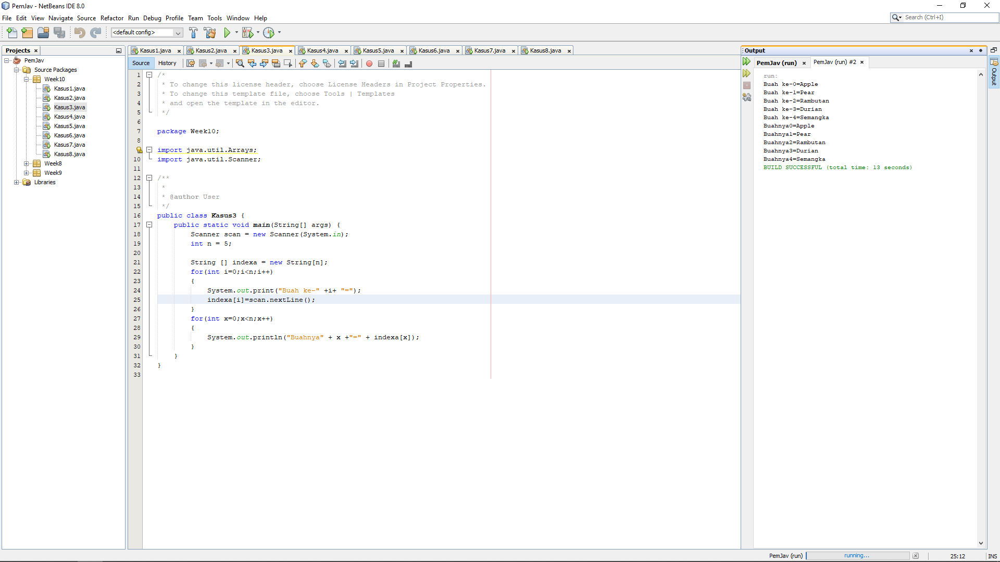 PemJav - NetBeans IDE 8.0
File Edit View Navigate Source Refactor Run Debug Profile Team Tools Window Help
Search (Ctrl+I)
<default config>
Projects
PemJav
Source Packages
Week10
Kasus1.java
Kasus2.java
Kasus3.java
Kasus4.java
Kasus5.java
Kasus6.java
Kasus7.java
Kasus8.java
Week8
Week9
Libraries
Kasus1.java Kasus2.java Kasus3.java Kasus4.java Kasus5.java Kasus6.java Kasus7.java Kasus8.java
Source History
1 /*
2 * To change this license header, choose License Headers in Project Properties.
3 * To change this template file, choose Tools | Templates
4 * and open the template in the editor.
5 */
6
7 package Week10;
8
import java.util.Arrays;
10 import java.util.Scanner;
11
12 /**
13 *
14 * @author User
15 */
16 public class Kasus3 {
17 public static void main(String[] args) {
18 Scanner scan = new Scanner(System.in);
19 int n = 5;
20
21 String [] indexa = new String[n];
22 for(int i=0;i<n;i++)
23 {
24 System.out.print("Buah ke-" +i+ "=");
25 indexa[i]=scan.nextLine();
26 }
27 for(int x=0;x<n;x++)
28 {
29 System.out.println("Buahnya" + x +"=" + indexa[x]);
30 }
31 }
32 }
33
Output
PemJav (run) PemJav (run) #2
run:
Buah ke-0=Apple
Buah ke-1=Pear
Buah ke-2=Rambutan
Buah ke-3=Durian
Buah ke-4=Semangka
Buahnya0=Apple
Buahnya1=Pear
Buahnya2=Rambutan
Buahnya3=Durian
Buahnya4=Semangka
BUILD SUCCESSFUL (total time: 13 seconds)
Output
PemJav (run) running... 25:12 INS